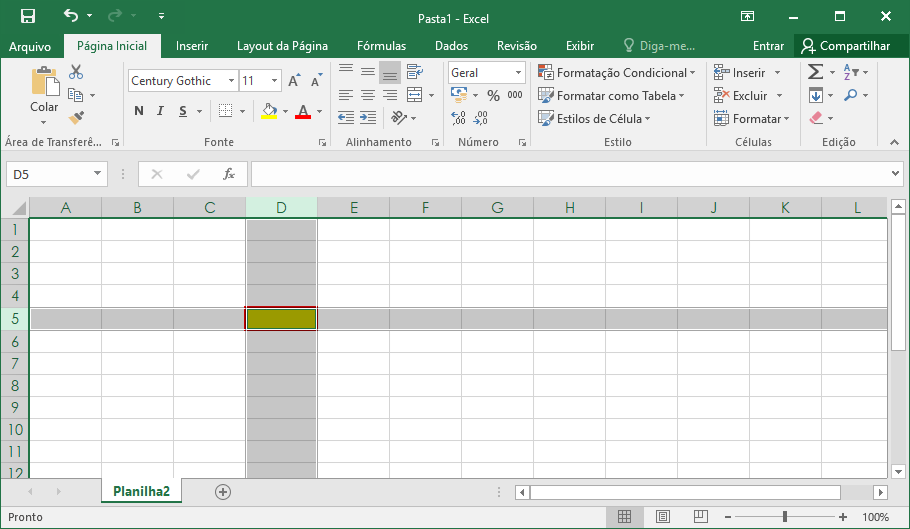 Pasta1 - Excel
Arquivo Página Inicial Inserir Layout da Página Fórmulas Dados Revisão Exibir Diga-me... Entrar Compartilhar
Colar
Century Gothic 11
N I S
A A
A
Geral
% 000
,00 ,0
Formatação Condicional
Formatar como Tabela
Estilos de Célula
Inserir
Excluir
Formatar
Área de Transferê... Fonte Alinhamento Número Estilo Células Edição
D5 fx
A B C D E F G H I J K L
1
2
3
4
5
6
7
8
9
10
11
12
Planilha2
Pronto 100%